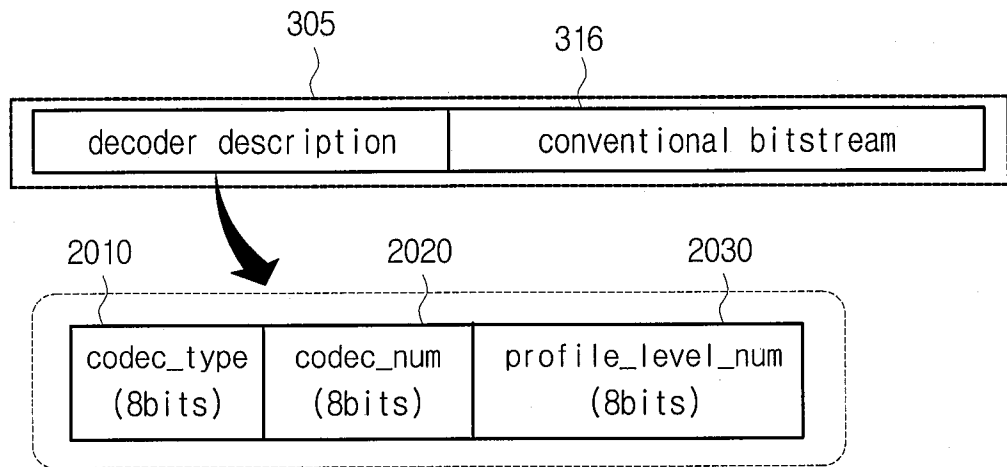 305
316
decoder description
conventional bitstream
2010
2020
2030
codec_type
(8bits)
codec_num
(8bits)
profile_level_num
(8bits)